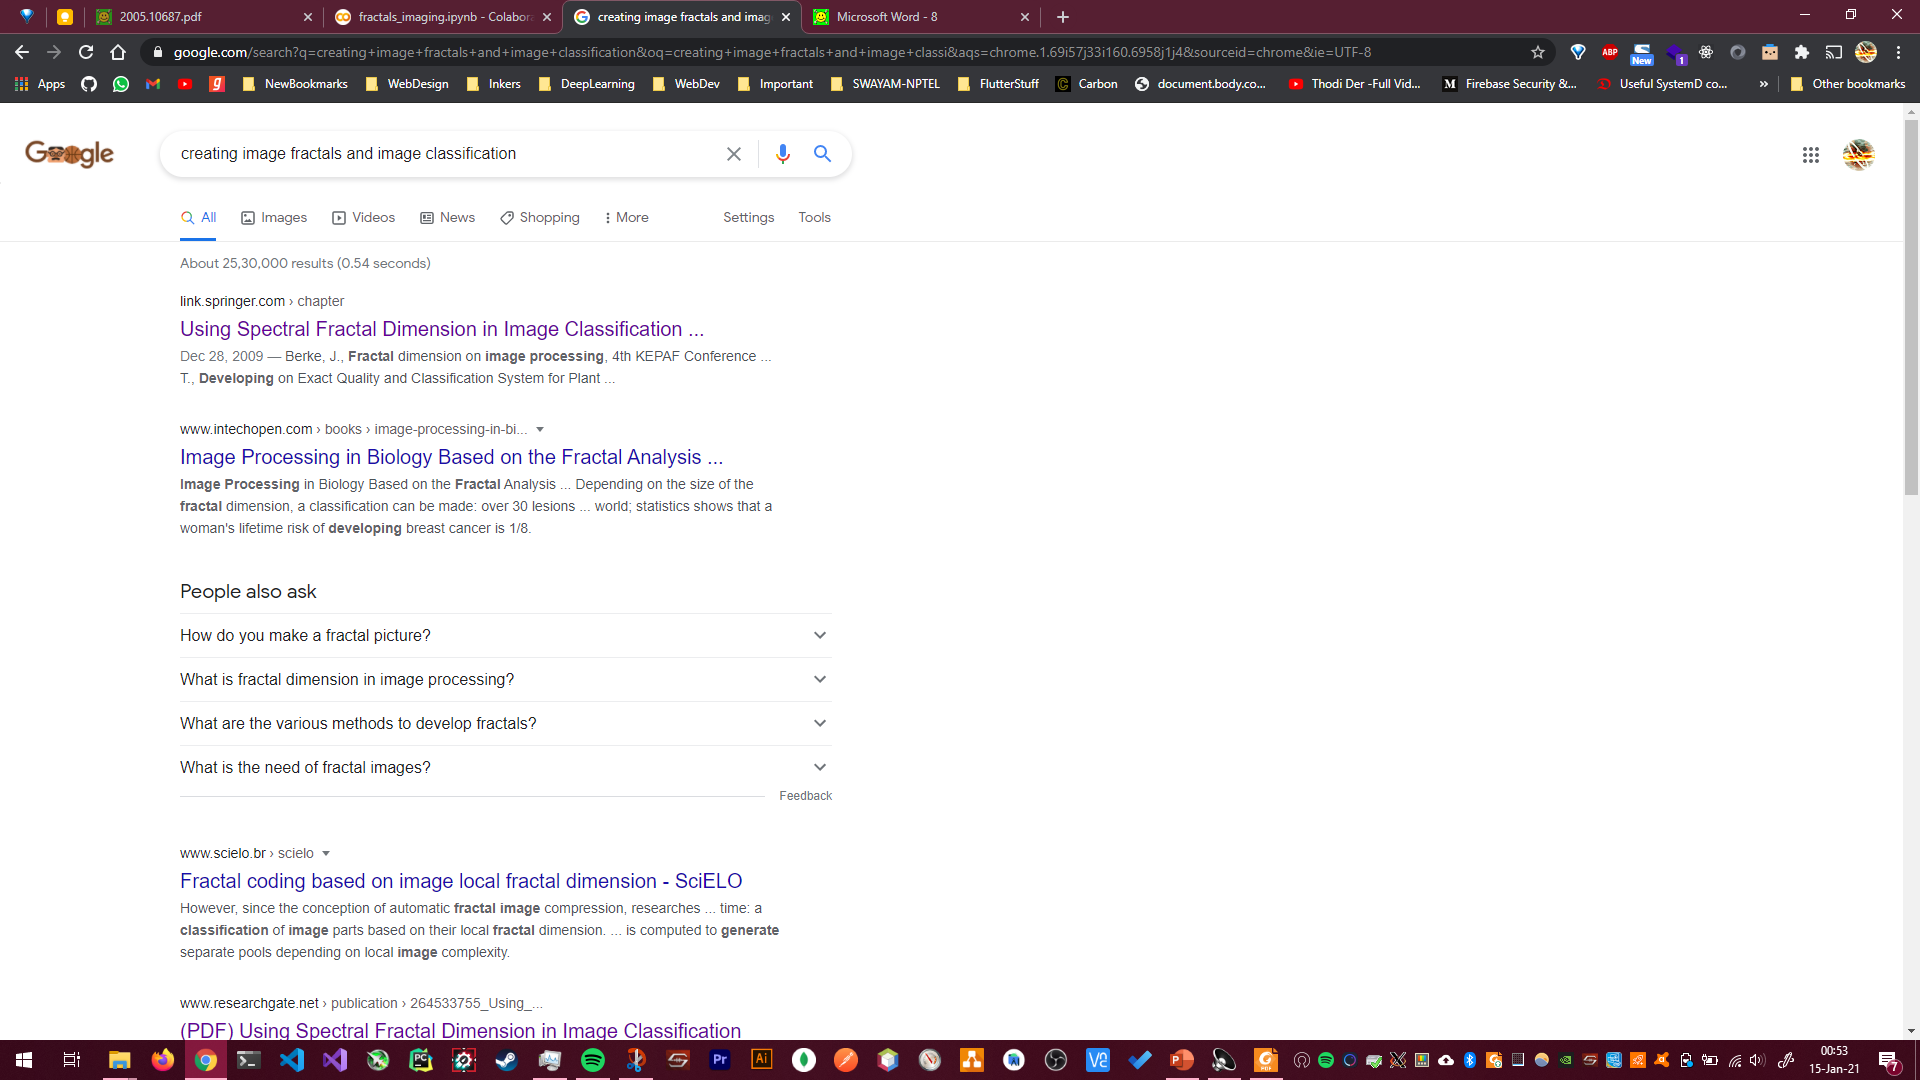 2005.10687.pdf
fractals_imaging.ipynb - Colabora
creating image fractals and imag
Microsoft Word - 8
google.com/search?q=creating+image+fractals+and+image+classification&oq=creating+image+fractals+and+image+classi&aqs=chrome.1.69i57j33i160.6958j1j4&sourceid=chrome&ie=UTF-8
ABP
New
1
Apps
NewBookmarks
WebDesign
Inkers
DeepLearning
WebDev
Important
SWAYAM-NPTEL
FlutterStuff
Carbon
document.body.co...
Thodi Der -Full Vid...
Firebase Security &...
Useful SystemD co...
»
Other bookmarks
Google
creating image fractals and image classification
All
Images
Videos
News
Shopping
More
Settings
Tools
About 25,30,000 results (0.54 seconds)
link.springer.com › chapter
Using Spectral Fractal Dimension in Image Classification ...
Dec 28, 2009 — Berke, J., Fractal dimension on image processing, 4th KEPAF Conference ...
T., Developing on Exact Quality and Classification System for Plant ...
www.intechopen.com › books › image-processing-in-bi...
Image Processing in Biology Based on the Fractal Analysis ...
Image Processing in Biology Based on the Fractal Analysis ... Depending on the size of the
fractal dimension, a classification can be made: over 30 lesions ... world; statistics shows that a
woman's lifetime risk of developing breast cancer is 1/8.
People also ask
How do you make a fractal picture?
What is fractal dimension in image processing?
What are the various methods to develop fractals?
What is the need of fractal images?
Feedback
www.scielo.br › scielo
Fractal coding based on image local fractal dimension - SciELO
However, since the conception of automatic fractal image compression, researches ... time: a
classification of image parts based on their local fractal dimension. ... is computed to generate
separate pools depending on local image complexity.
www.researchgate.net › publication › 264533755_Using_...
(PDF) Using Spectral Fractal Dimension in Image Classification
PC
Pr
Ai
00:53
15-Jan-21
7